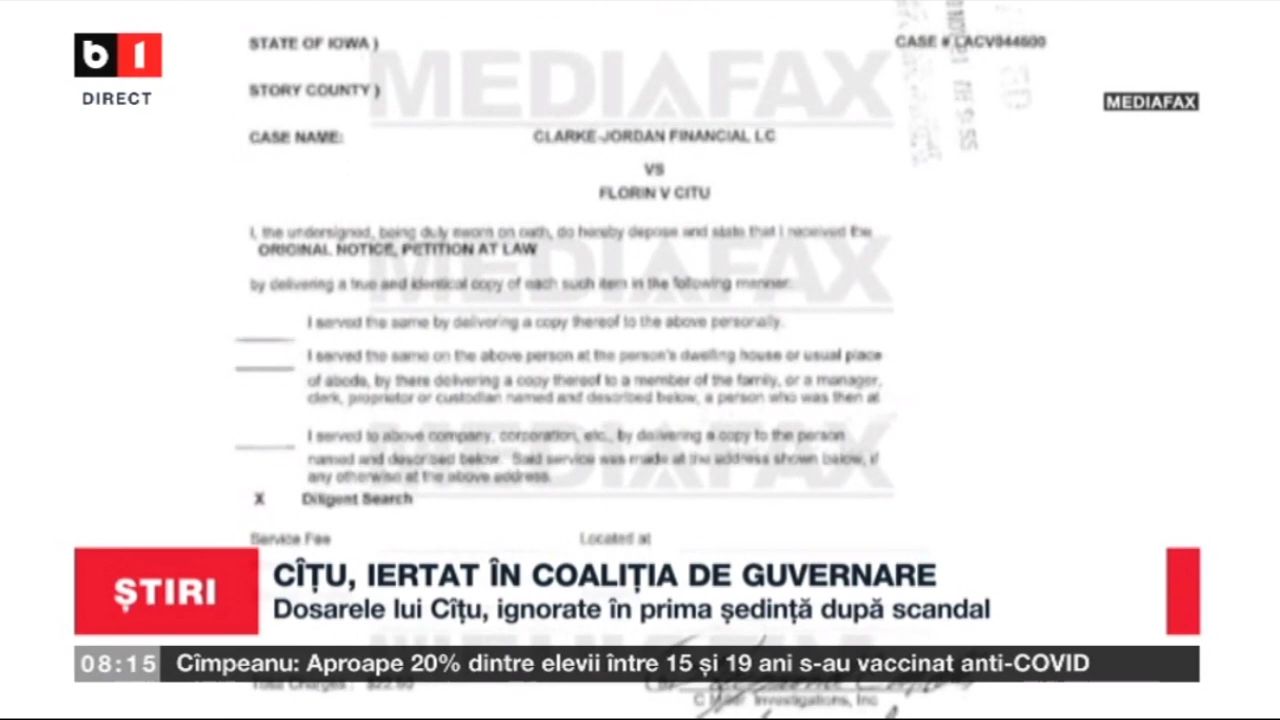 b 1
DIRECT
MEDIAFAX
STATE OF IOWA )
CASE # LACV044600
STORY COUNTY )
MEDIAFAX
CASE NAME:
CLARKE-JORDAN FINANCIAL LC
VS
FLORIN V CITU
I, the undersigned, being duly sworn on oath, do hereby depose and state that I received the
ORIGINAL NOTICE, PETITION AT LAW
MEDIAFAX
by delivering a true and identical copy of each such item in the following manner:
I served the same by delivering a copy thereof to the above personally.
I served the same on the above person at the person's dwelling house or usual place
of abode, by there delivering a copy thereof to a member of the family, or a manager,
clerk, proprietor or custodian named and described below, a person who was then at
MEDIAFAX
I served to above company, corporation, etc., by delivering a copy to the person
named and described below. Said service was made at the address shown below, if
any otherwise at the above address.
X Diligent Search
Service Fee
Located at
ȘTIRI
CÎȚU, IERTAT ÎN COALIȚIA DE GUVERNARE
Dosarele lui Cîțu, ignorate în prima ședință după scandal
08:15 Cîmpeanu: Aproape 20% dintre elevii între 15 și 19 ani s-au vaccinat anti-COVID
Investigations, Inc